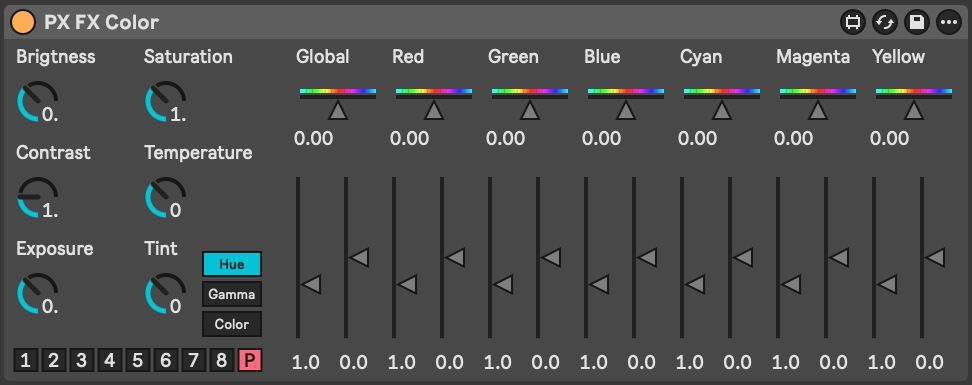 PX FX Color
Brigtness Saturation Global Red Green Blue Cyan Magenta Yellow
0. 1.
0.00 0.00 0.00 0.00 0.00 0.00 0.00
Contrast Temperature
1. 0
Exposure Tint
Hue
0. 0 Gamma
Color
1 2 3 4 5 6 7 8 P
1.0 0.0 1.0 0.0 1.0 0.0 1.0 0.0 1.0 0.0 1.0 0.0 1.0 0.0